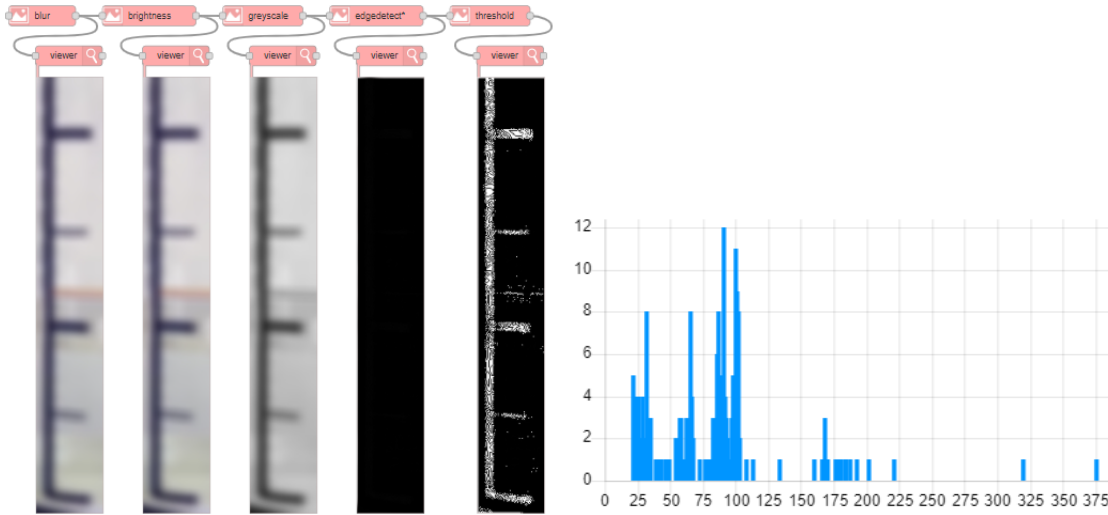 blur brightness greyscale edgedetect* threshold
viewer viewer viewer viewer viewer
12
10
8
6
4
2
0
0 25 50 75 100 125 150 175 200 225 250 275 300 325 350 375